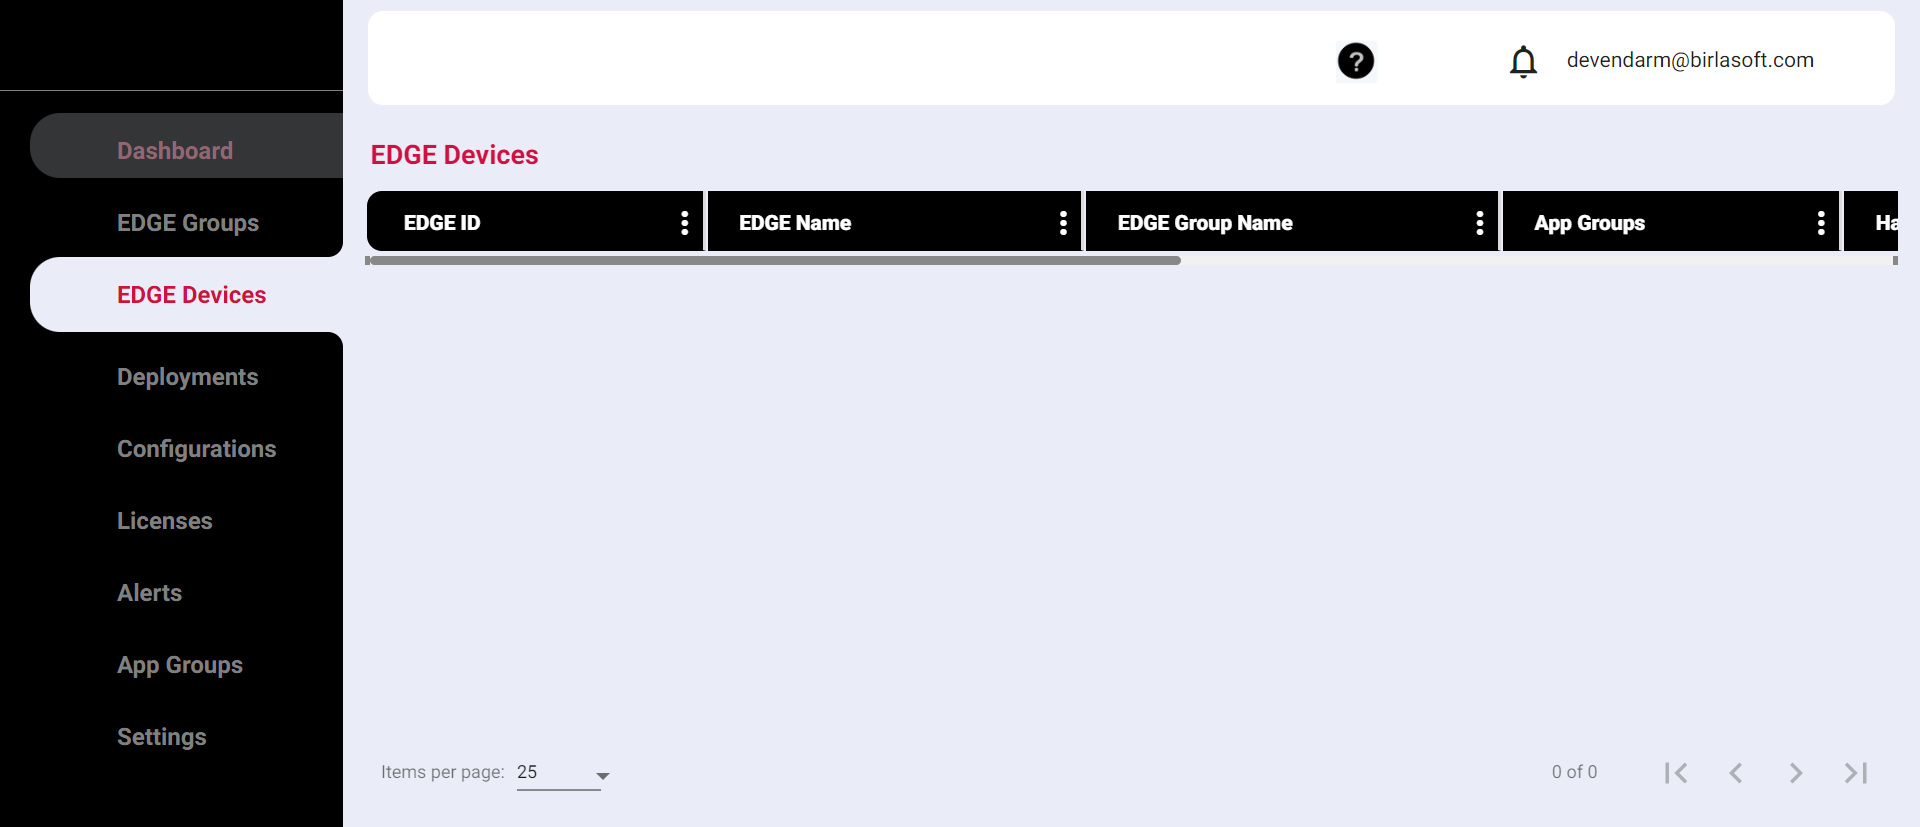 devendarm@birlasoft.com
Dashboard
EDGE Groups
EDGE Devices
Deployments
Configurations
Licenses
Alerts
App Groups
Settings
EDGE Devices
EDGE ID EDGE Name EDGE Group Name App Groups Ha
Items per page: 25
0 of 0